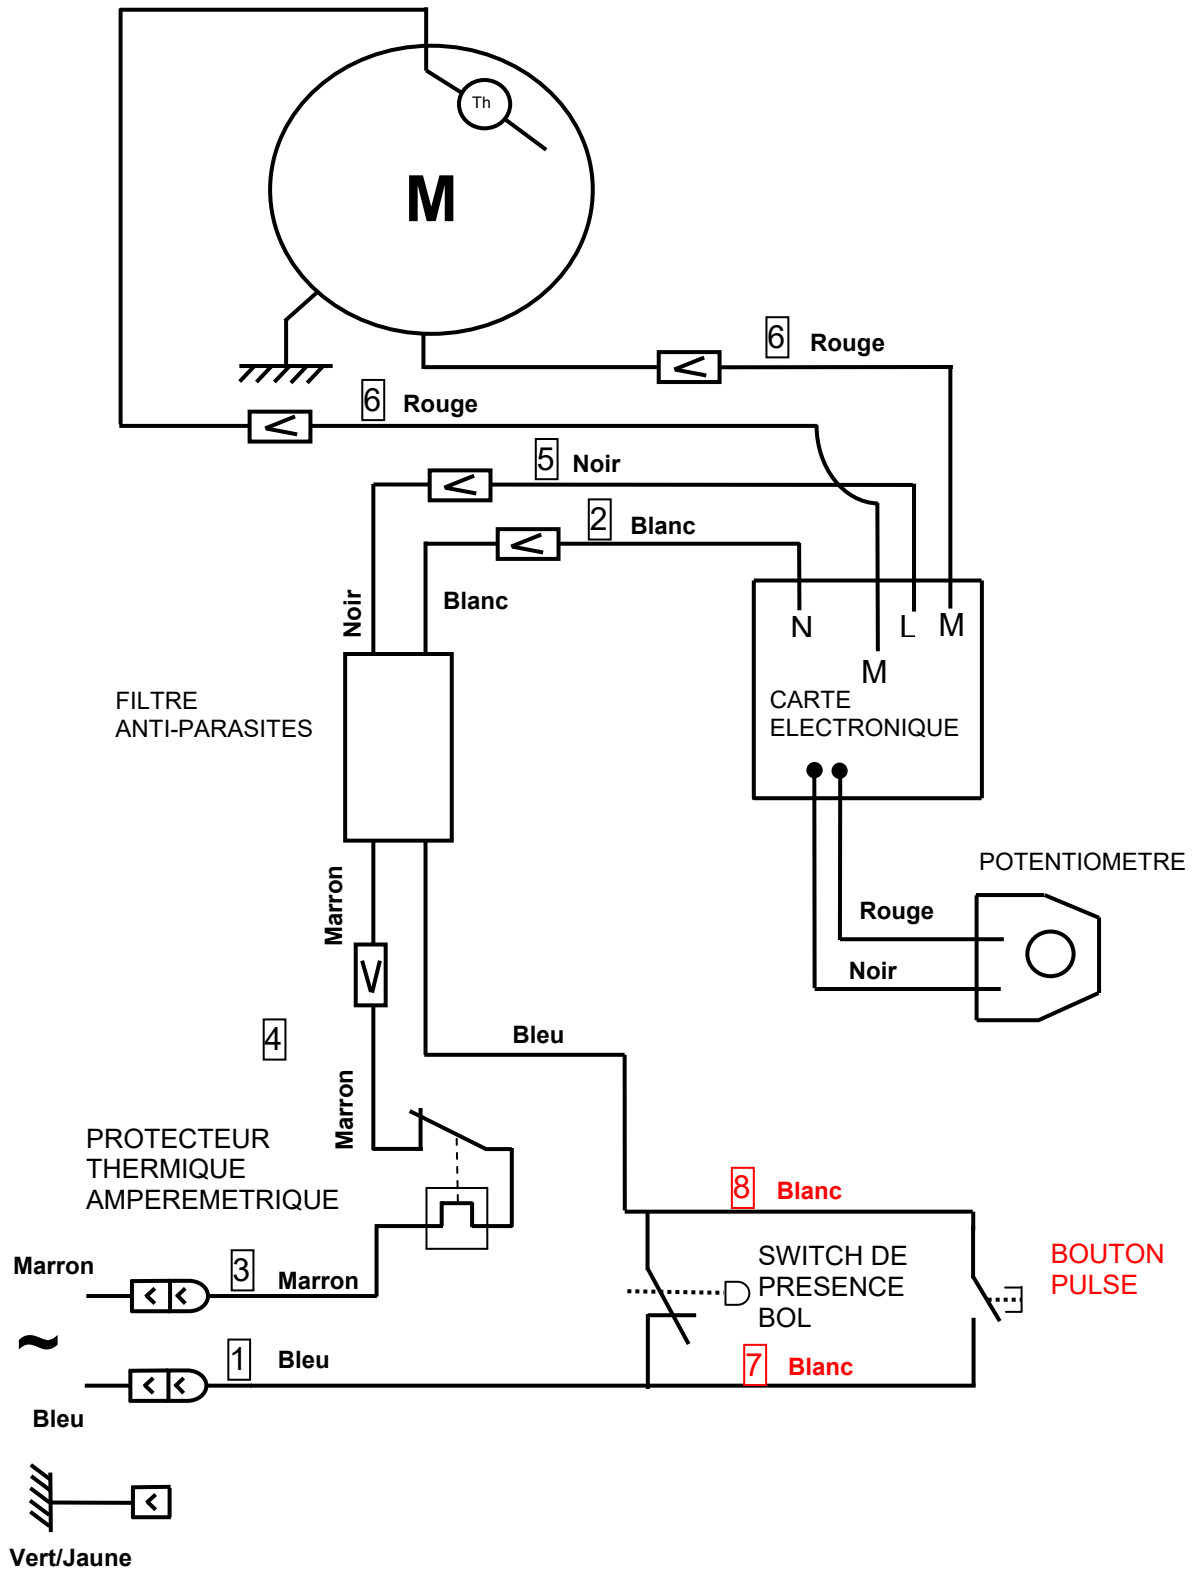 Th
M
6 Rouge
6 Rouge
5 Noir
2 Blanc
Noir
Blanc
N
L
M
M
FILTRE
ANTI-PARASITES
CARTE
ELECTRONIQUE
POTENTIOMETRE
Marron
Rouge
Noir
4
Bleu
Marron
PROTECTEUR
THERMIQUE
AMPEREMETRIQUE
8 Blanc
Marron
3 Marron
SWITCH DE
PRESENCE
BOL
BOUTON
PULSE
~
1 Bleu
7 Blanc
Bleu
Vert/Jaune